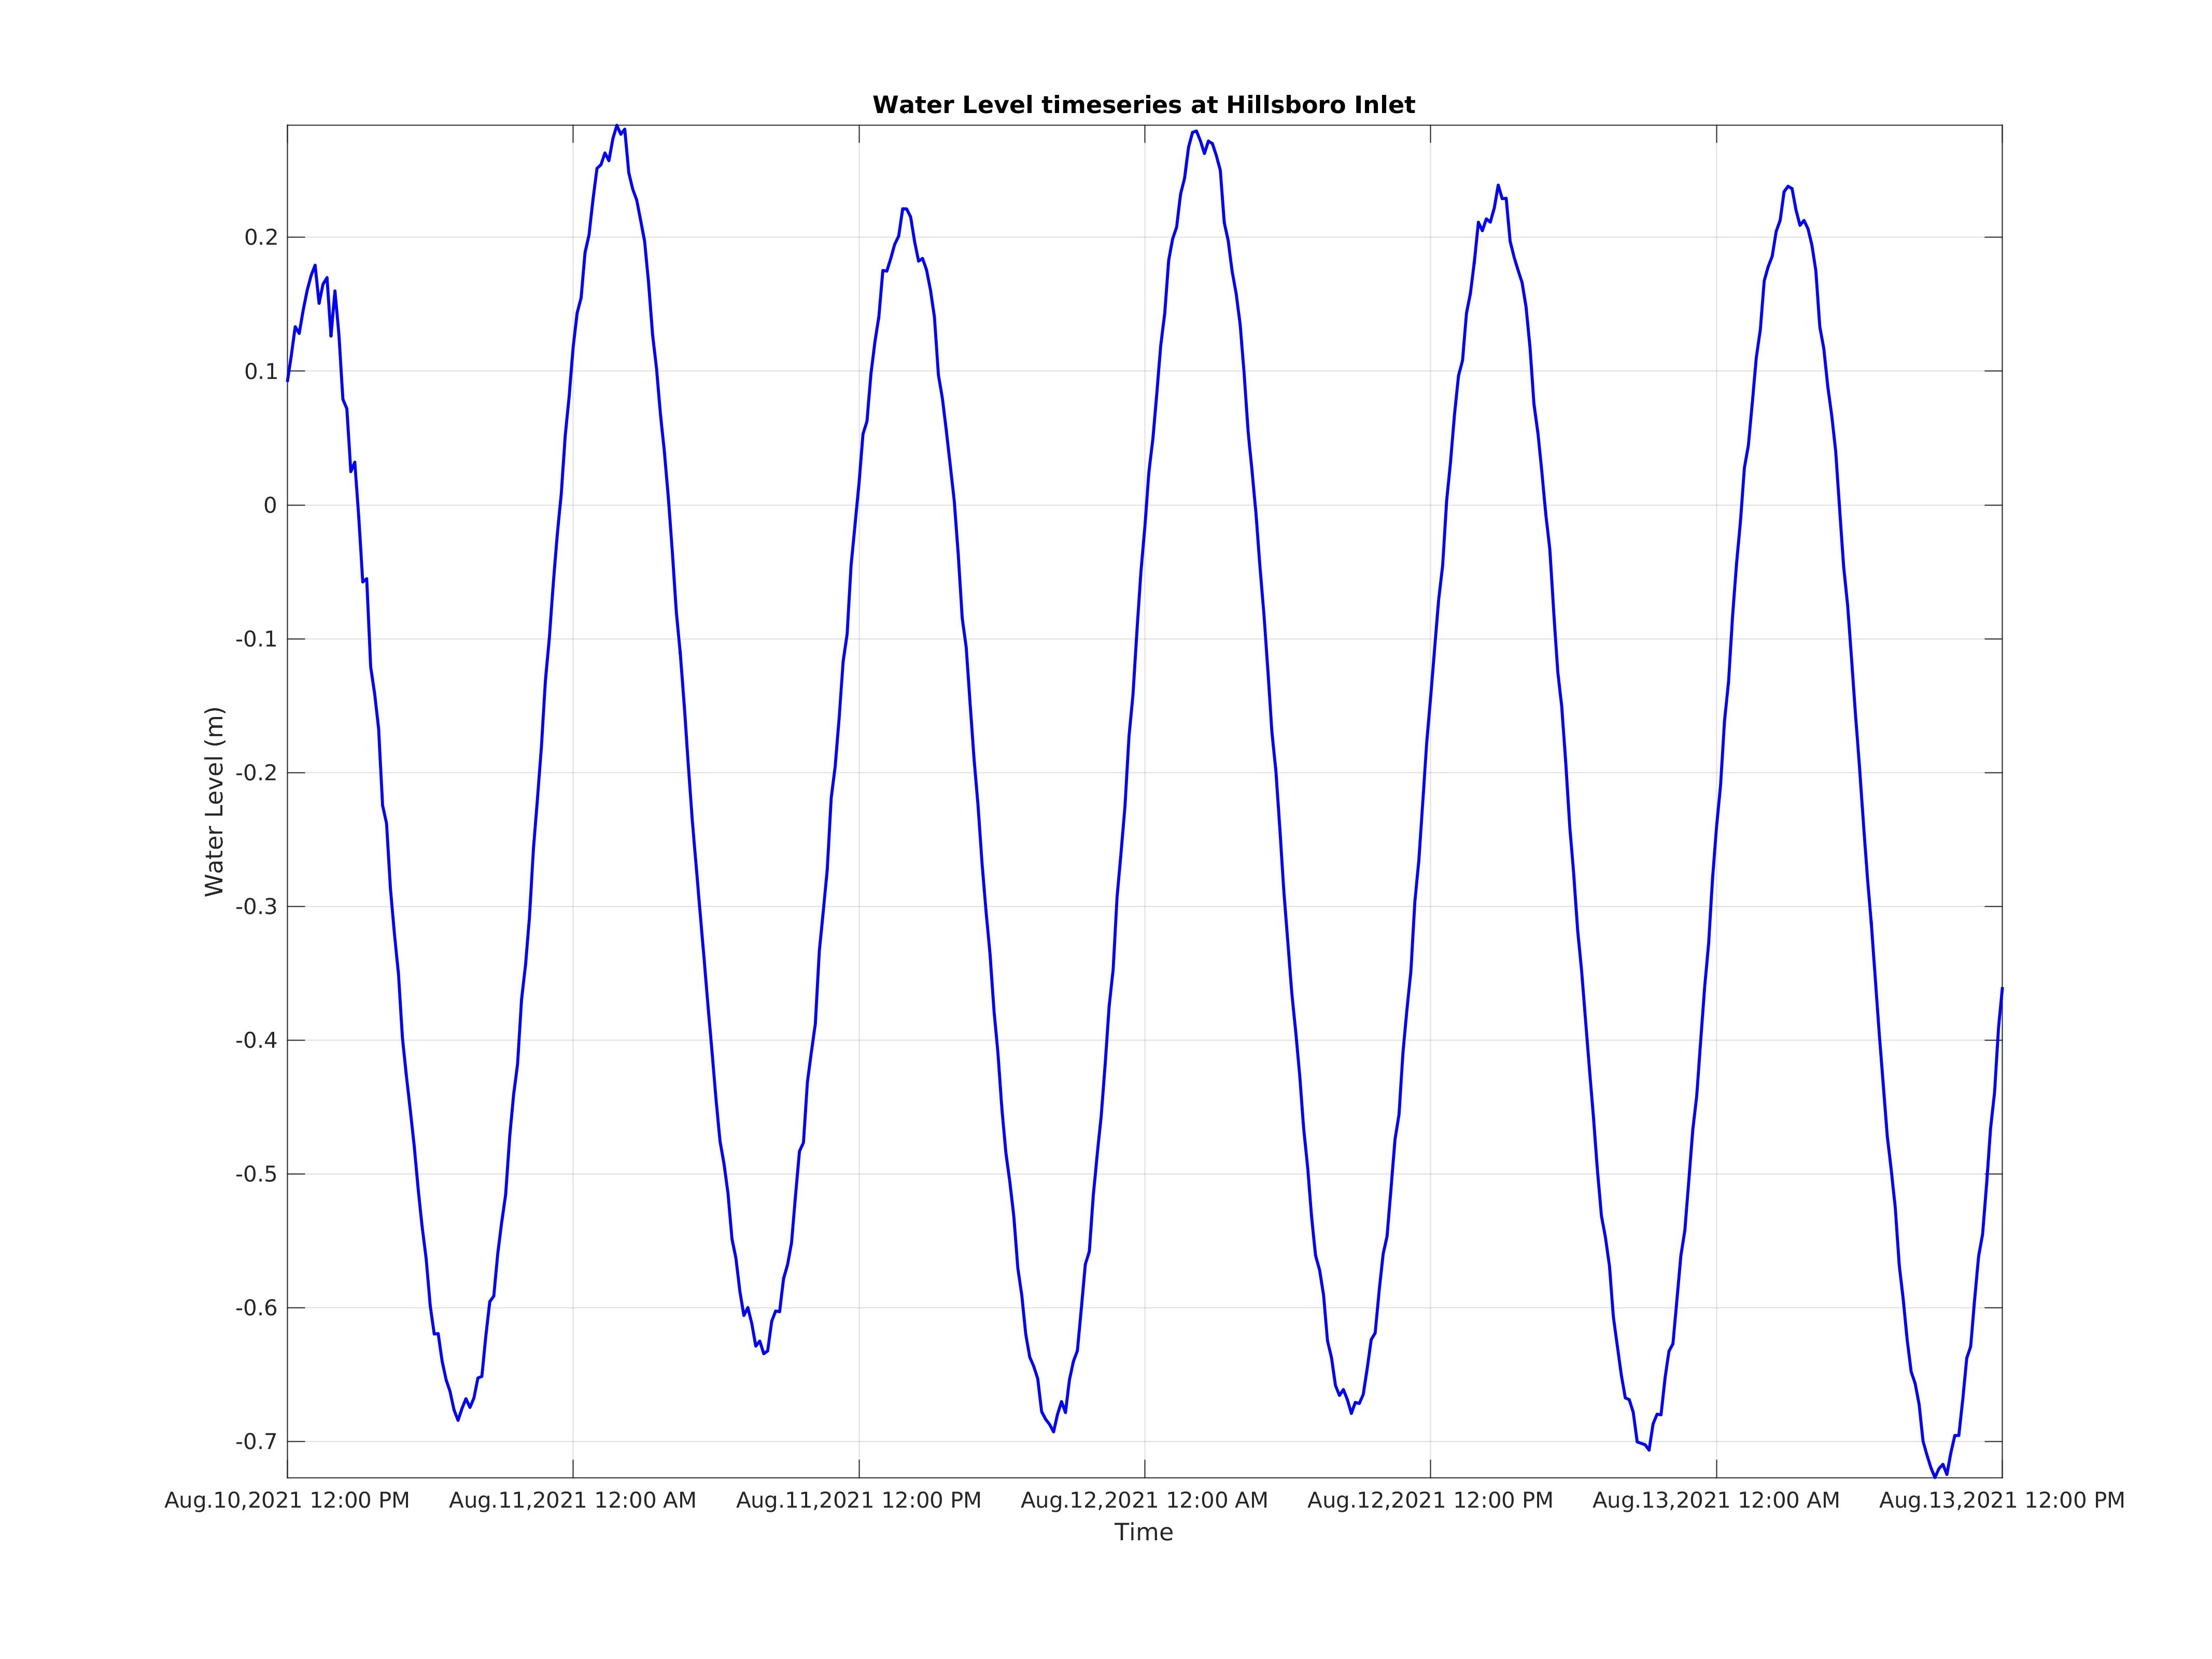 Water Level timeseries at Hillsboro Inlet
0.2
0.1
0
-0.1
-0.2
-0.3
-0.4
-0.5
-0.6
-0.7
Water Level (m)
Aug.10,2021 12:00 PM
Aug.11,2021 12:00 AM
Aug.11,2021 12:00 PM
Aug.12,2021 12:00 AM
Aug.12,2021 12:00 PM
Aug.13,2021 12:00 AM
Aug.13,2021 12:00 PM
Time